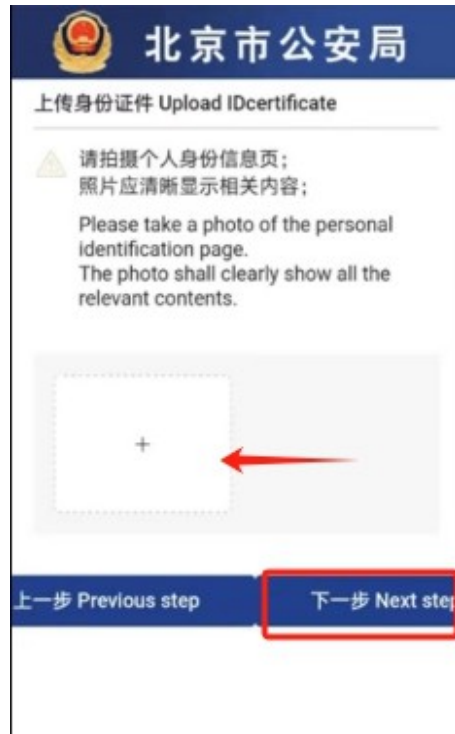 北京市公安局
上传身份证件 Upload IDcertificate
请拍摄个人身份信息页；
照片应清晰显示相关内容；
Please take a photo of the personal
identification page.
The photo shall clearly show all the
relevant contents.
+
上一步 Previous step
下一步 Next step